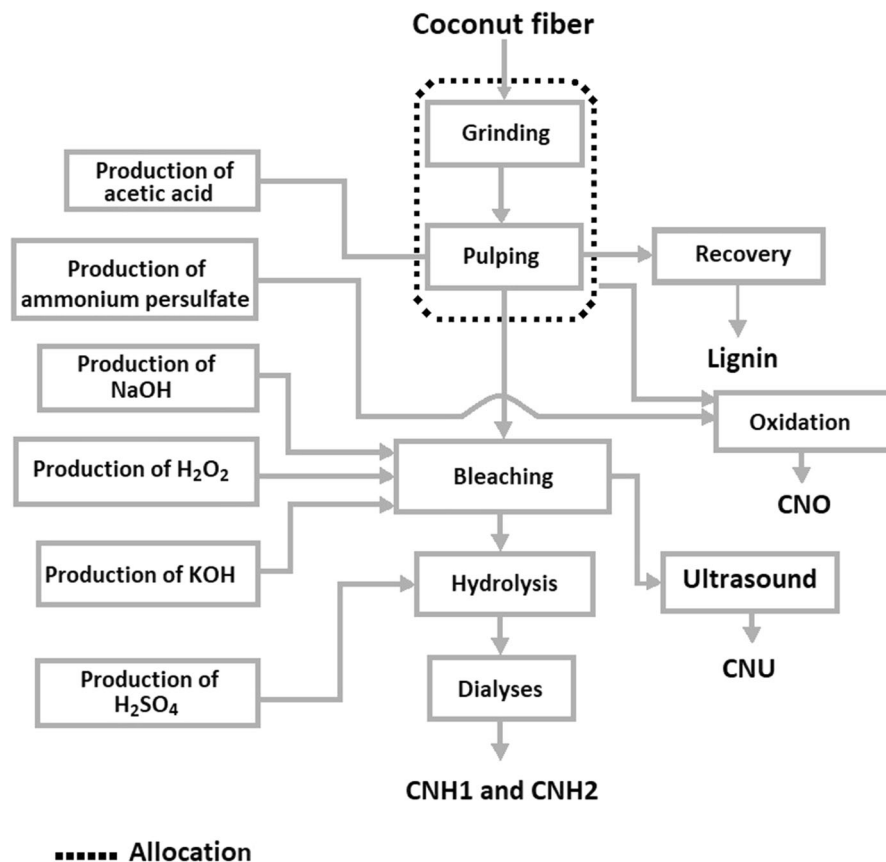 Coconut fiber
Grinding
Production of
acetic acid
Pulping
Recovery
Production of
ammonium persulfate
Lignin
Production of
NaOH
Oxidation
Production of H₂O₂
Bleaching
CNO
Production of KOH
Hydrolysis
Ultrasound
CNU
Production of
H₂SO₄
Dialyses
CNH1 and CNH2
Allocation